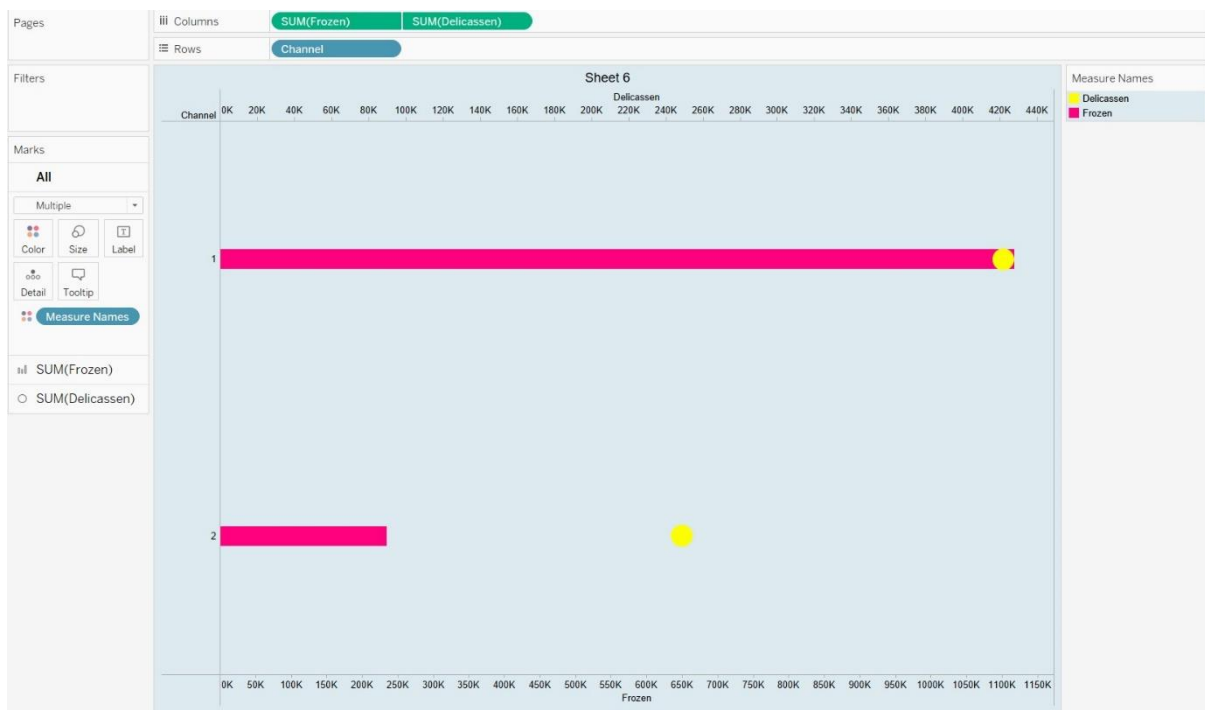 Pages
iii Columns
SUM(Frozen)
SUM(Delicassen)
Rows
Channel
Filters
Marks
All
Multiple
Color
Size
Label
Detail
Tooltip
Measure Names
SUM(Frozen)
SUM(Delicassen)
Sheet 6
Delicassen
Channel 0K 20K 40K 60K 80K 100K 120K 140K 160K 180K 200K 220K 240K 260K 280K 300K 320K 340K 360K 380K 400K 420K 440K
1
2
0K 50K 100K 150K 200K 250K 300K 350K 400K 450K 500K 550K 600K 650K 700K 750K 800K 850K 900K 950K 1000K 1050K 1100K 1150K
Frozen
Measure Names
Delicassen
Frozen